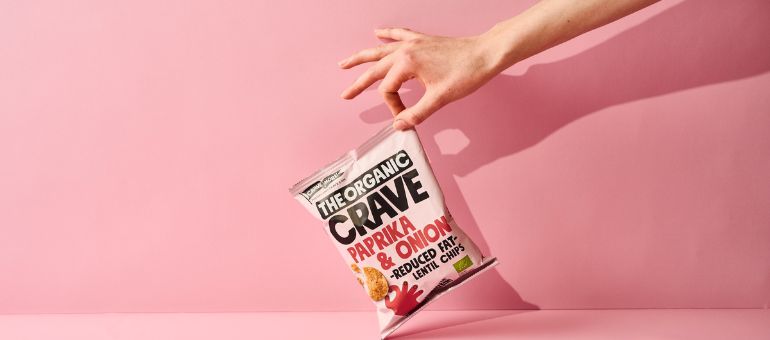 THE ORGANIC
CRAVE
PAPRIKA
& ONION
-REDUCED FAT-
LENTIL CHIPS